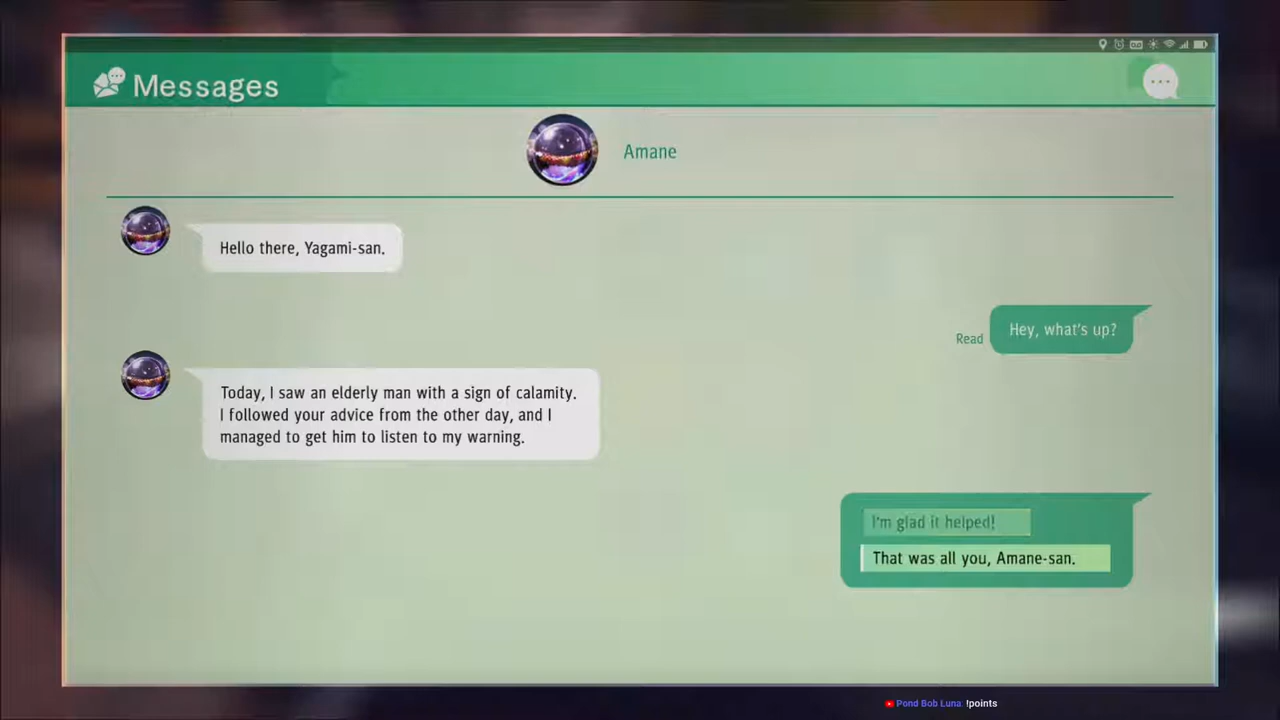 Messages
Amane
Hello there, Yagami-san.
Hey, what's up?
Read
Today, I saw an elderly man with a sign of calamity.
I followed your advice from the other day, and I
managed to get him to listen to my warning.
I'm glad it helped!
That was all you, Amane-san.
Pond Bob Luna: !points